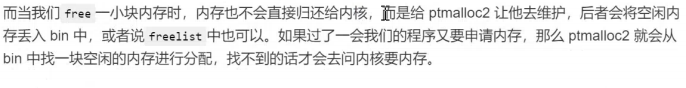 而当我们 free 一小块内存时，内存也不会直接归还给内核，而是给 ptmalloc2 让他去维护，后者会将空闲内
存丢入 bin 中，或者说 freelist 中也可以。如果过了一会我们的程序又要申请内存，那么 ptmalloc2 就会从
bin 中找一块空闲的内存进行分配，找不到的话才会去问内核要内存。